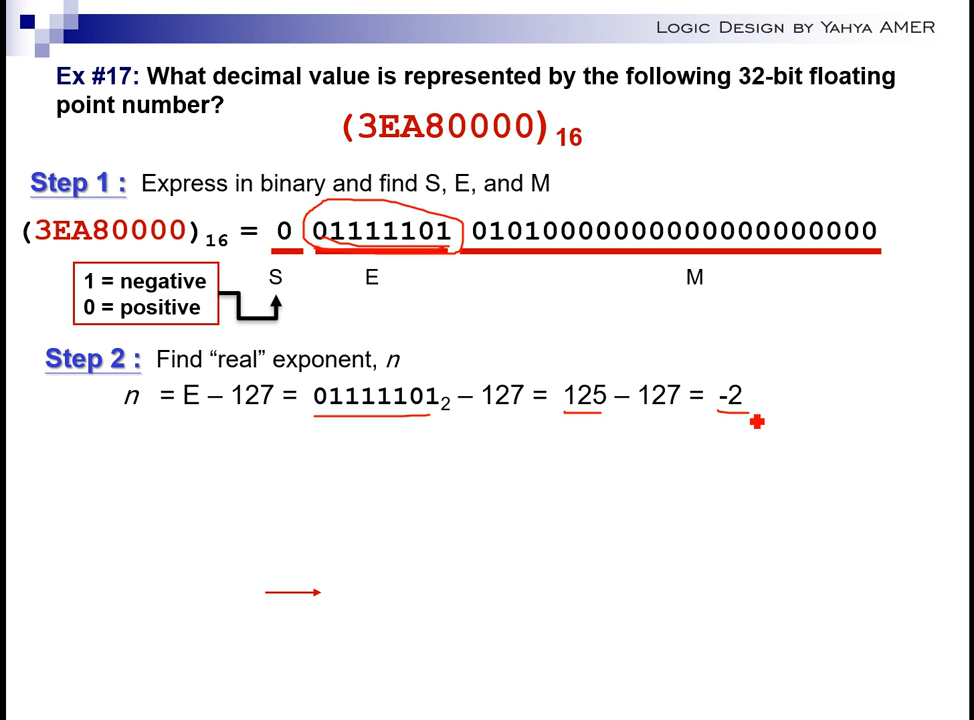 Logic Design by Yahya AMER
Ex #17: What decimal value is represented by the following 32-bit floating
point number?
(3EA80000)16
Step 1 : Express in binary and find S, E, and M
(3EA80000)16 = 0 01111101 01010000000000000000000
1 = negative
0 = positive
S E M
Step 2 : Find “real” exponent, n
n = E – 127 = 011111012 – 127 = 125 – 127 = -2